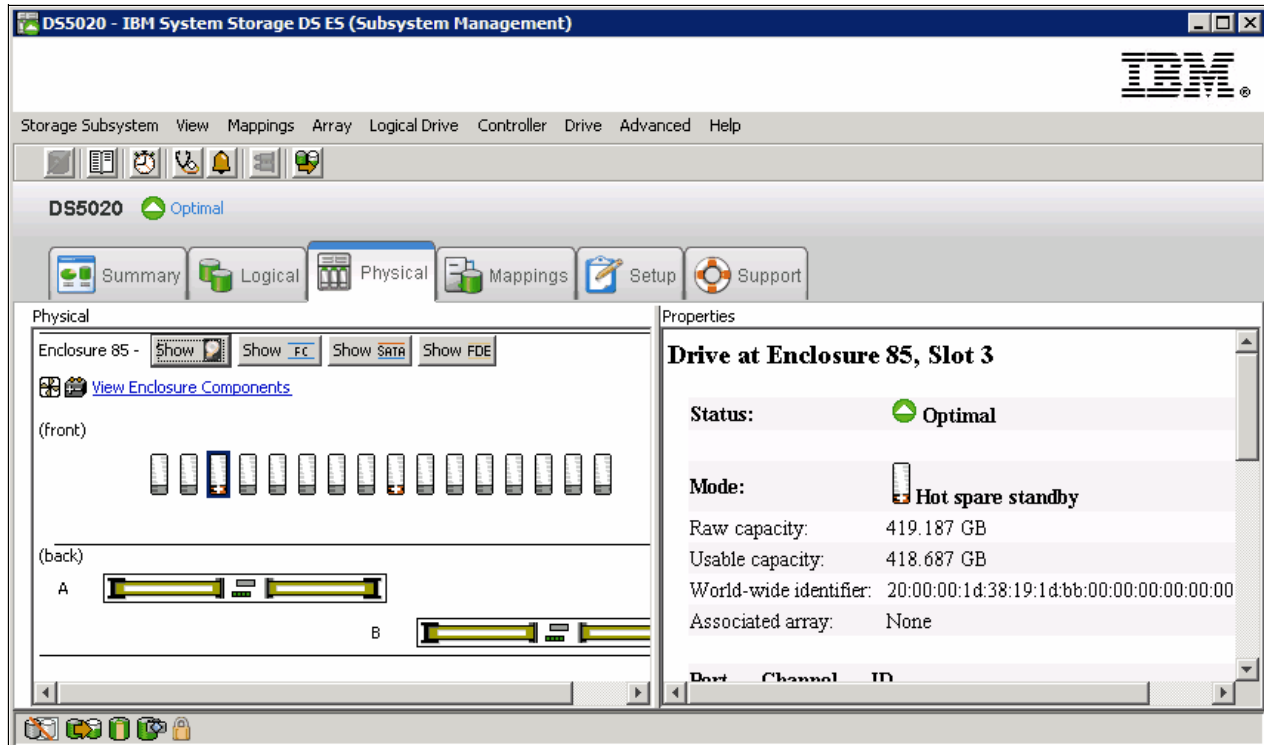 DS5020 - IBM System Storage DS ES (Subsystem Management)
IBM®
Storage Subsystem View Mappings Array Logical Drive Controller Drive Advanced Help
DS5020 Optimal
Summary Logical Physical Mappings Setup Support
Physical
Enclosure 85 - Show Show FC Show SATA Show FDE
View Enclosure Components
(front)
(back)
A
B
Properties
Drive at Enclosure 85, Slot 3
Status: Optimal
Mode: Hot spare standby
Raw capacity: 419.187 GB
Usable capacity: 418.687 GB
World-wide identifier: 20:00:00:1d:38:19:1d:bb:00:00:00:00:00:00
Associated array: None
Port Channel ID